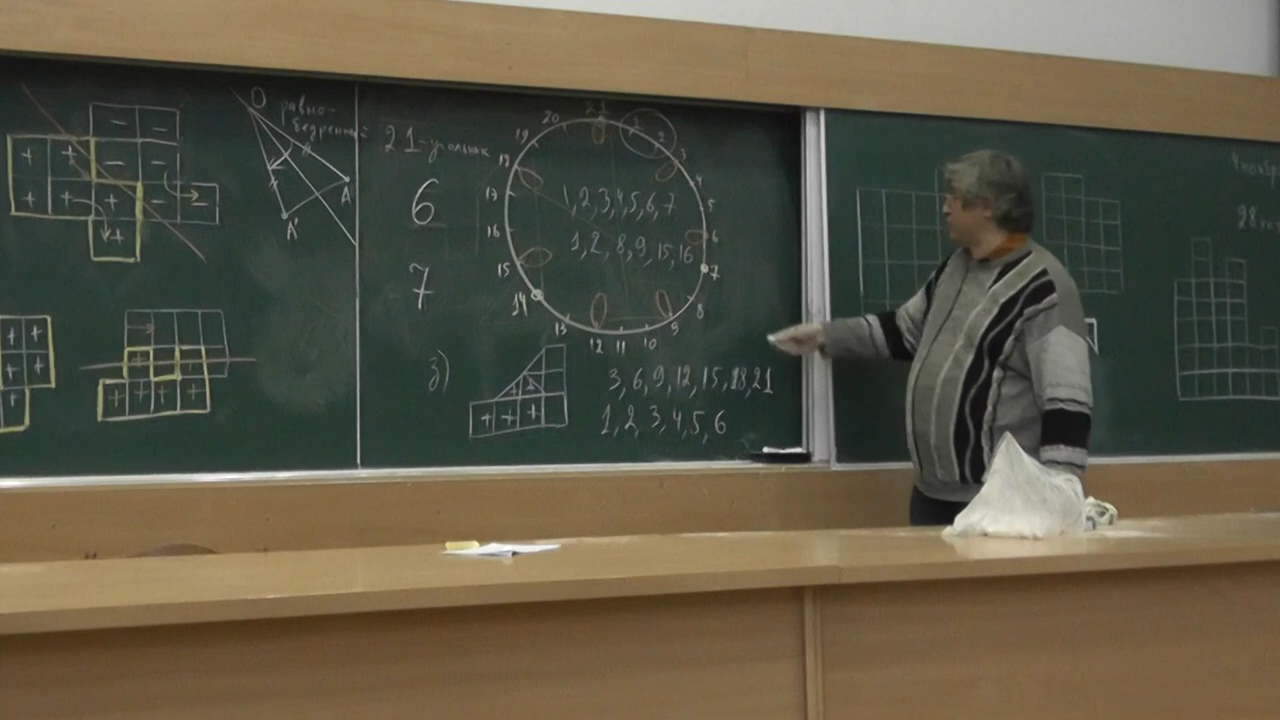 + + - -
+ + + - -
+
- -
О
равно-
бедренный
A
A'
+ +
+ +
+
+ + + +
21-угольник
6
7
21 1 2 3 4 5 6 7 8 9 10 11 12 13 14 15 16 17 18 19 20
1,2,3,4,5,6,7
1,2,8,9,15,16
з)
+ + +
3,6,9,12,15,18,21
1,2,3,4,5,6
28